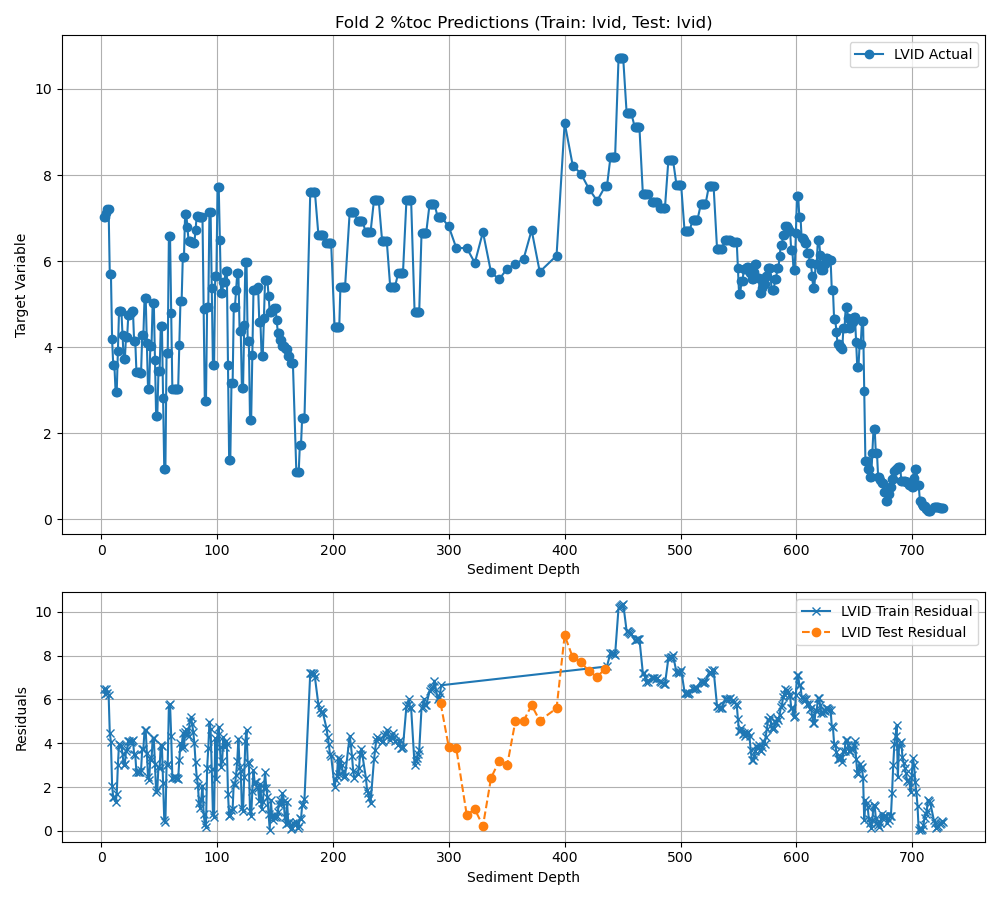 Fold 2 %toc Predictions (Train: lvid, Test: lvid)
LVID Actual
Target Variable
10
8
6
4
2
0
0 100 200 300 400 500 600 700
Sediment Depth
LVID Train Residual
LVID Test Residual
Residuals
10
8
6
4
2
0
0 100 200 300 400 500 600 700
Sediment Depth